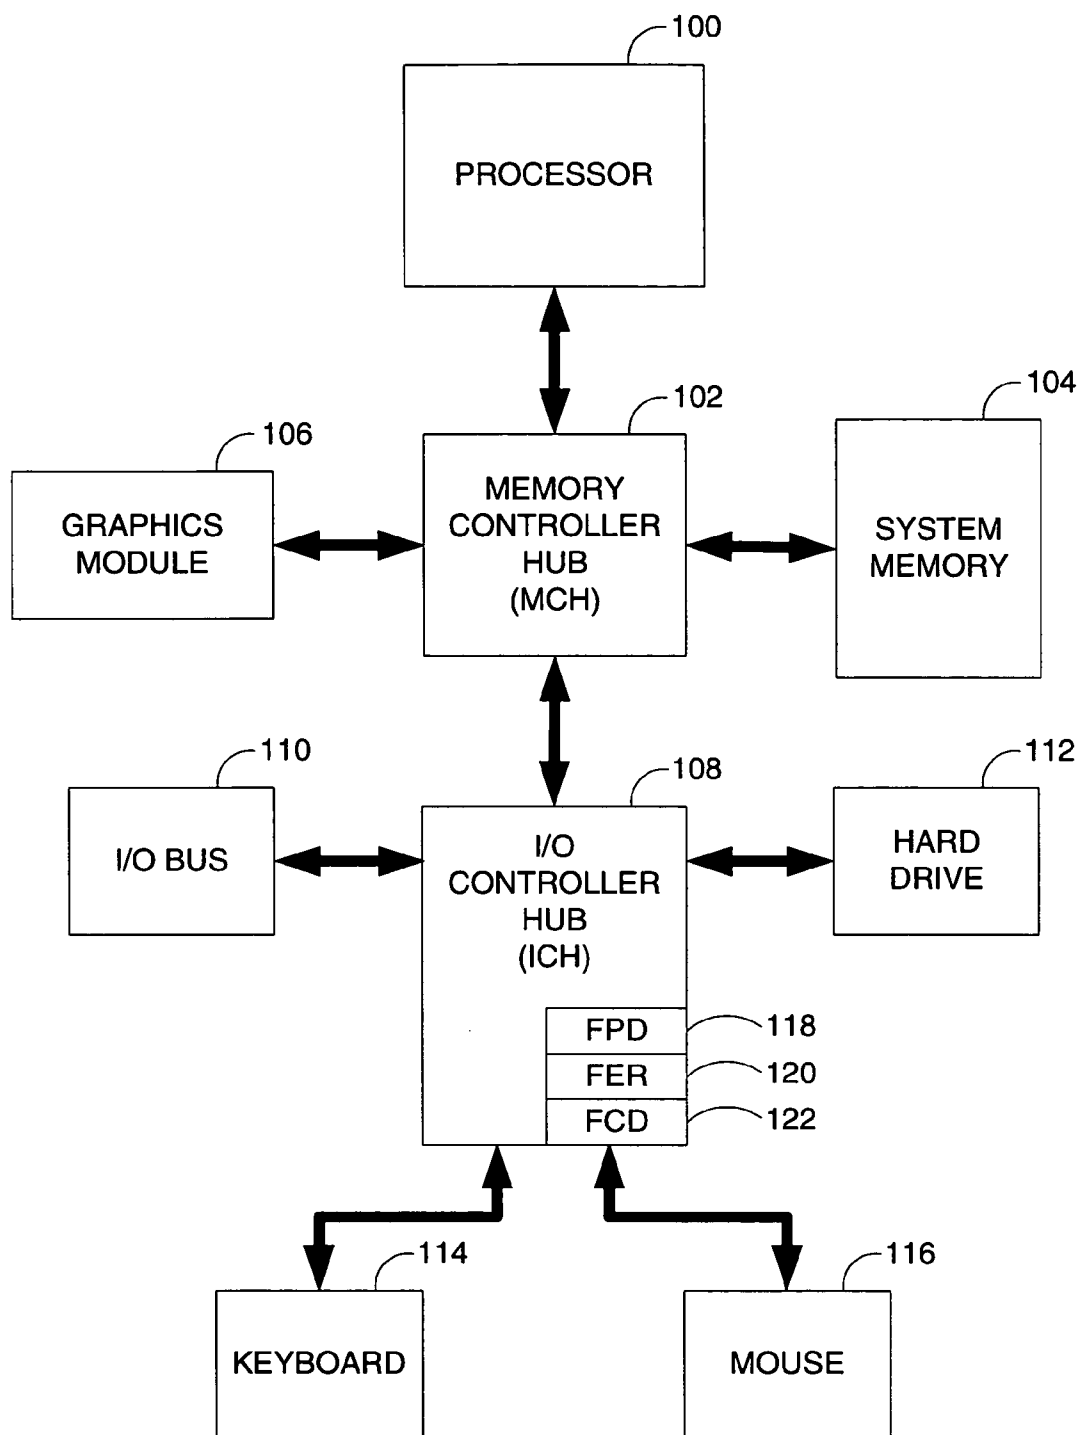 100
PROCESSOR
102
104
106
MEMORY
CONTROLLER
HUB
(MCH)
GRAPHICS
MODULE
SYSTEM
MEMORY
110
108
112
I/O BUS
I/O
CONTROLLER
HUB
(ICH)
HARD
DRIVE
FPD
118
FER
120
FCD
122
114
116
KEYBOARD
MOUSE